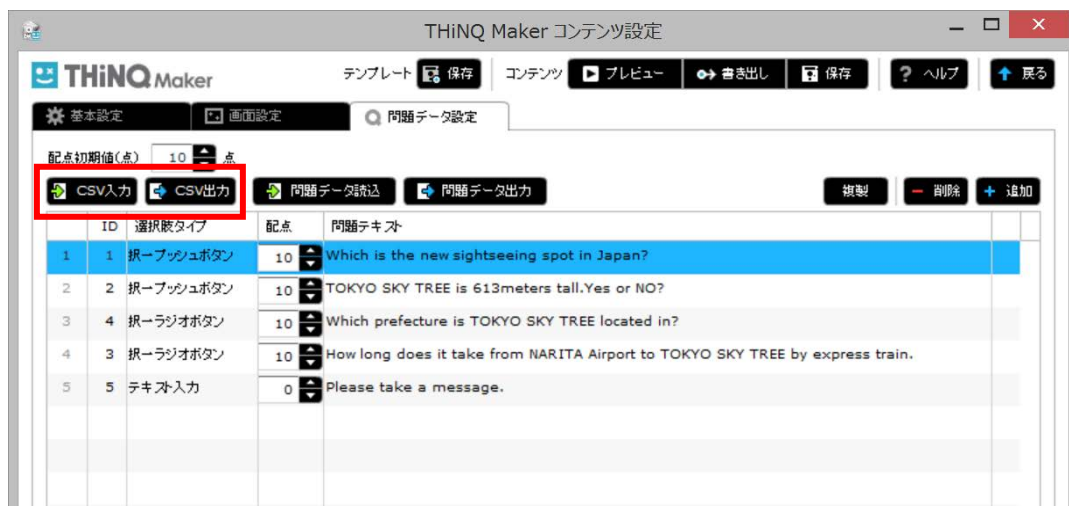 THiNQ Maker コンテンツ設定
THiNQ Maker テンプレート 保存 コンテンツ プレビュー 書き出し 保存 ? ヘルプ 戻る
基本設定 画面設定 問題データ設定
配点初期値(点) 10 点
CSV入力 CSV出力 問題データ読込 問題データ出力 複製 削除 追加
ID 選択肢タイプ 配点 問題テキスト
1 1 択一プッシュボタン 10 Which is the new sightseeing spot in Japan?
2 2 択一プッシュボタン 10 TOKYO SKY TREE is 613meters tall.Yes or NO?
3 4 択一ラジオボタン 10 Which prefecture is TOKYO SKY TREE located in?
4 3 択一ラジオボタン 10 How long does it take from NARITA Airport to TOKYO SKY TREE by express train.
5 5 テキスト入力 0 Please take a message.